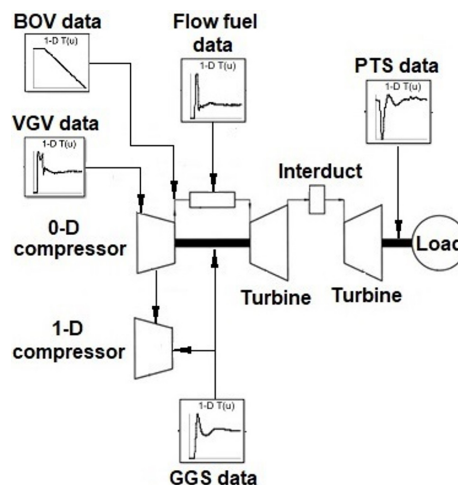 BOV data
1-D T(u)
Flow fuel
data
1-D T(u)
PTS data
1-D T(u)
VGV data
1-D T(u)
Interduct
0-D
compressor
Load
Turbine
Turbine
1-D
compressor
1-D T(u)
GGS data